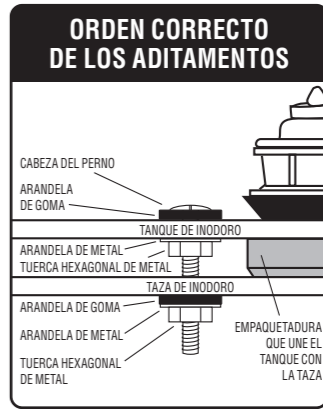 ORDEN CORRECTO
DE LOS ADITAMENTOS
CABEZA DEL PERNO
ARANDELA
DE GOMA
TANQUE DE INODORO
ARANDELA DE METAL
TUERCA HEXAGONAL DE METAL
TAZA DE INODORO
ARANDELA DE GOMA
ARANDELA DE METAL
TUERCA HEXAGONAL
DE METAL
EMPAQUETADURA
QUE UNE EL
TANQUE CON
LA TAZA